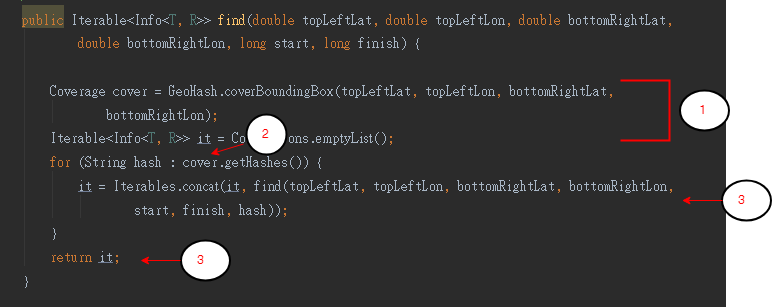 public Iterable<Info<T, R>> find(double topLeftLat, double topLeftLon, double bottomRightLat,
double bottomRightLon, long start, long finish) {
Coverage cover = GeoHash.coverBoundingBox(topLeftLat, topLeftLon, bottomRightLat,
bottomRightLon);
1
Iterable<Info<T, R>> it = Co 2 ons.emptyList();
for (String hash : cover.getHashes()) {
it = Iterables.concat(it, find(topLeftLat, topLeftLon, bottomRightLat, bottomRightLon,
start, finish, hash));
3
}
return it;
3
}